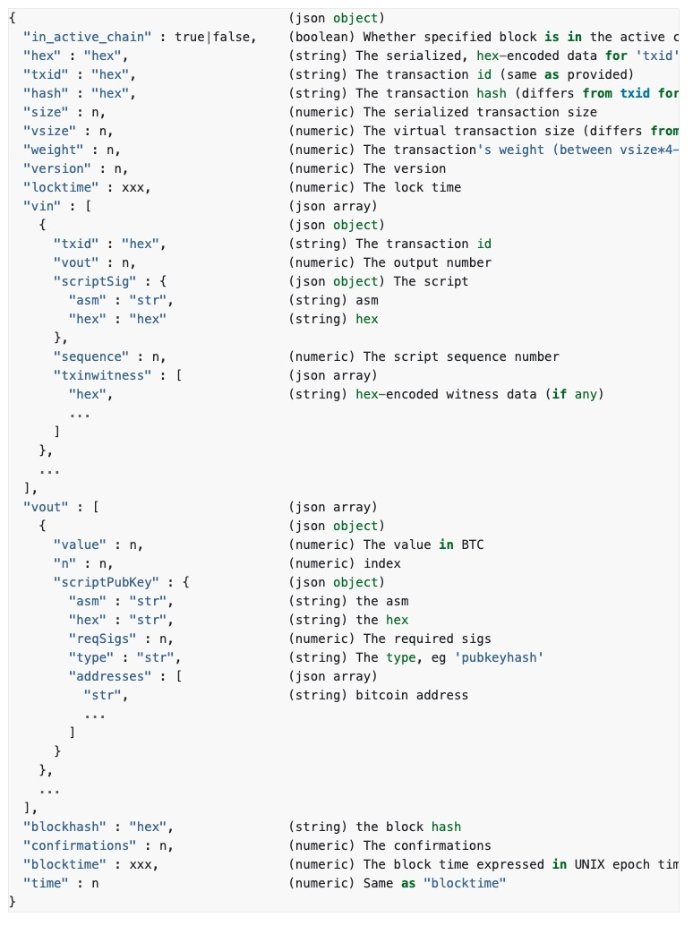 {                                    (json object)
  "in_active_chain" : true|false,    (boolean) Whether specified block is in the active
  "hex" : "hex",                     (string) The serialized, hex-encoded data for 'txid'
  "txid" : "hex",                    (string) The transaction id (same as provided)
  "hash" : "hex",                    (string) The transaction hash (differs from txid for
  "size" : n,                        (numeric) The serialized transaction size
  "vsize" : n,                       (numeric) The virtual transaction size (differs from
  "weight" : n,                      (numeric) The transaction's weight (between vsize*4-
  "version" : n,                     (numeric) The version
  "locktime" : xxx,                  (numeric) The lock time
  "vin" : [                          (json array)
    {                                (json object)
      "txid" : "hex",                (string) The transaction id
      "vout" : n,                    (numeric) The output number
      "scriptSig" : {                (json object) The script
        "asm" : "str",               (string) asm
        "hex" : "hex"                (string) hex
      },
      "sequence" : n,                (numeric) The script sequence number
      "txinwitness" : [              (json array)
        "hex",                       (string) hex-encoded witness data (if any)
        ...
      ]
    },
    ...
  ],
  "vout" : [                         (json array)
    {                                (json object)
      "value" : n,                   (numeric) The value in BTC
      "n" : n,                       (numeric) index
      "scriptPubKey" : {             (json object)
        "asm" : "str",               (string) the asm
        "hex" : "str",               (string) the hex
        "reqSigs" : n,               (numeric) The required sigs
        "type" : "str",              (string) The type, eg 'pubkeyhash'
        "addresses" : [              (json array)
          "str",                     (string) bitcoin address
          ...
        ]
      }
    },
    ...
  ],
  "blockhash" : "hex",               (string) the block hash
  "confirmations" : n,               (numeric) The confirmations
  "blocktime" : xxx,                 (numeric) The block time expressed in UNIX epoch
  "time" : n                         (numeric) Same as "blocktime"
}